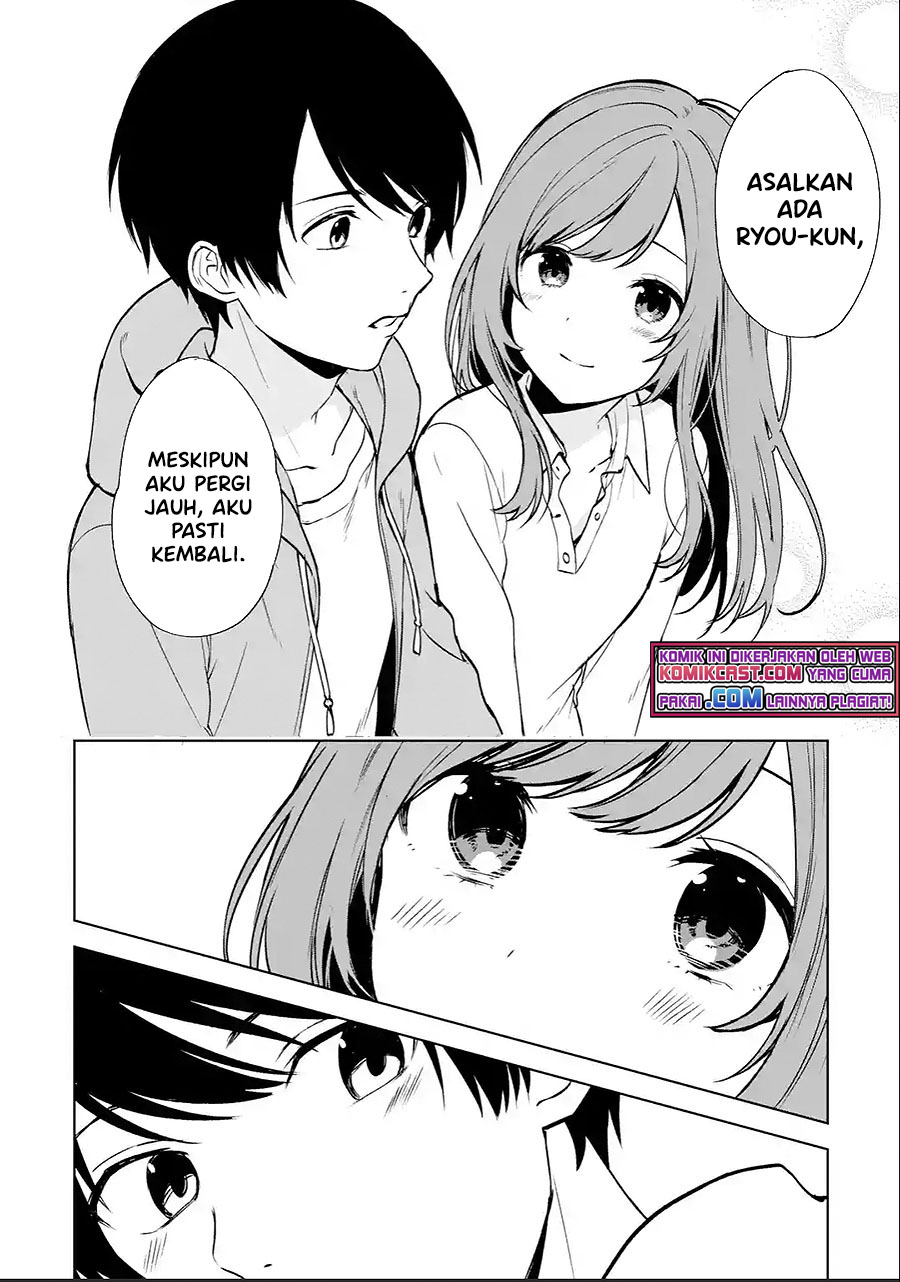 ASALKAN
ADA
RYOU-KUN,
MESKIPUN
AKU PERGI
JAUH, AKU
PASTI
KEMBALI.
KOMIK INI DIKERJAKAN OLEH WEB
KOMIKCAST.COM YANG CUMA
PAKAI .COM LAINNYA PLAGIAT!